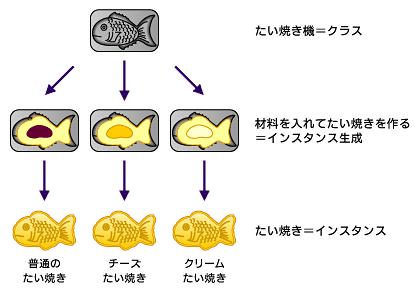 たい焼き機＝クラス
材料を入れてたい焼きを作る
＝インスタンス生成
たい焼き＝インスタンス
普通の
たい焼き
チーズ
たい焼き
クリーム
たい焼き